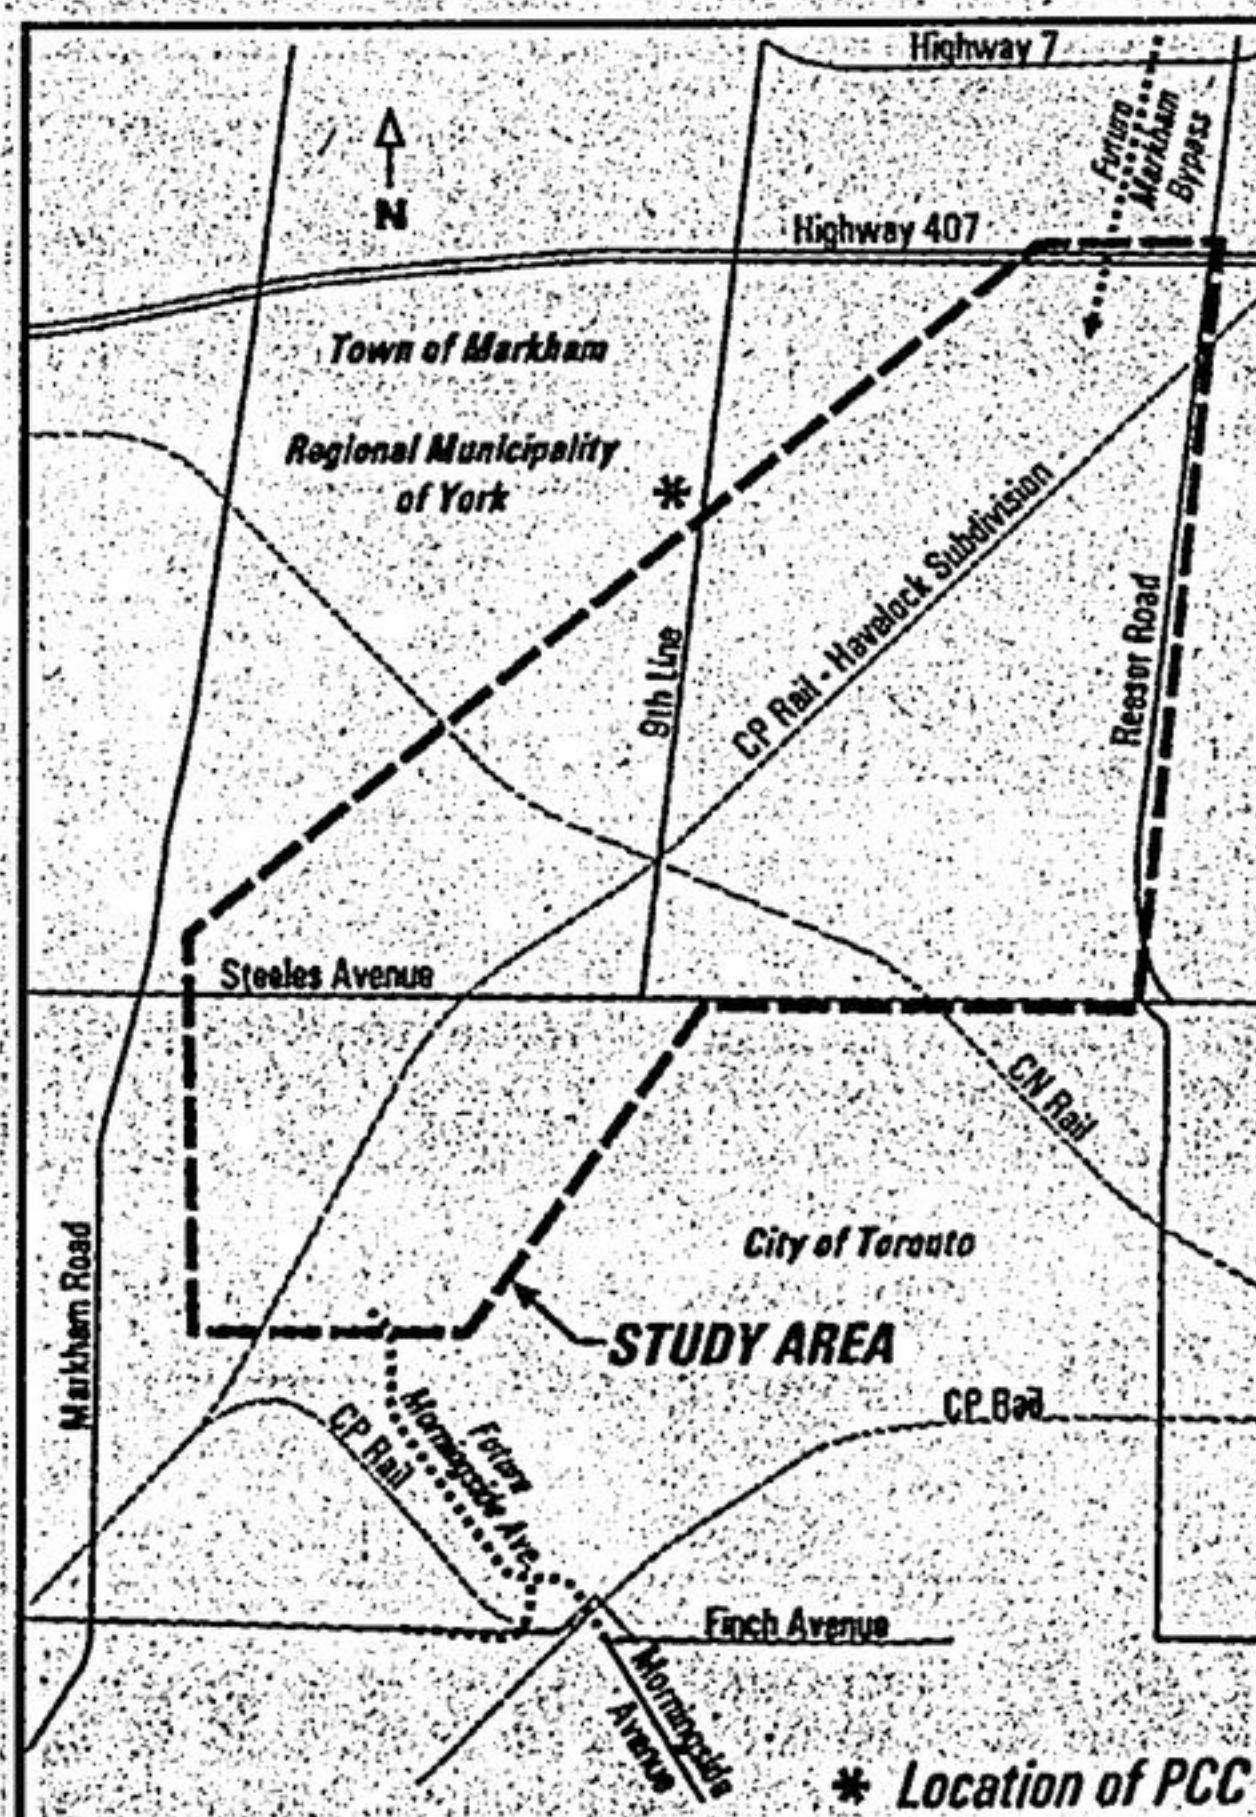 Highway 7
Future
Markham
Bypass
N
Highway 407
Town of Markham
Regional Municipality
of York
*
CP Rail - Havelock Subdivision
9th Line
Reesor Road
Steeles Avenue
CN Rail
City of Toronto
Markham Road
STUDY AREA
CP Rail
CP Rail
Future
Morningside Ave.
Finch Avenue
Morningside
Avenue
* Location of PCC